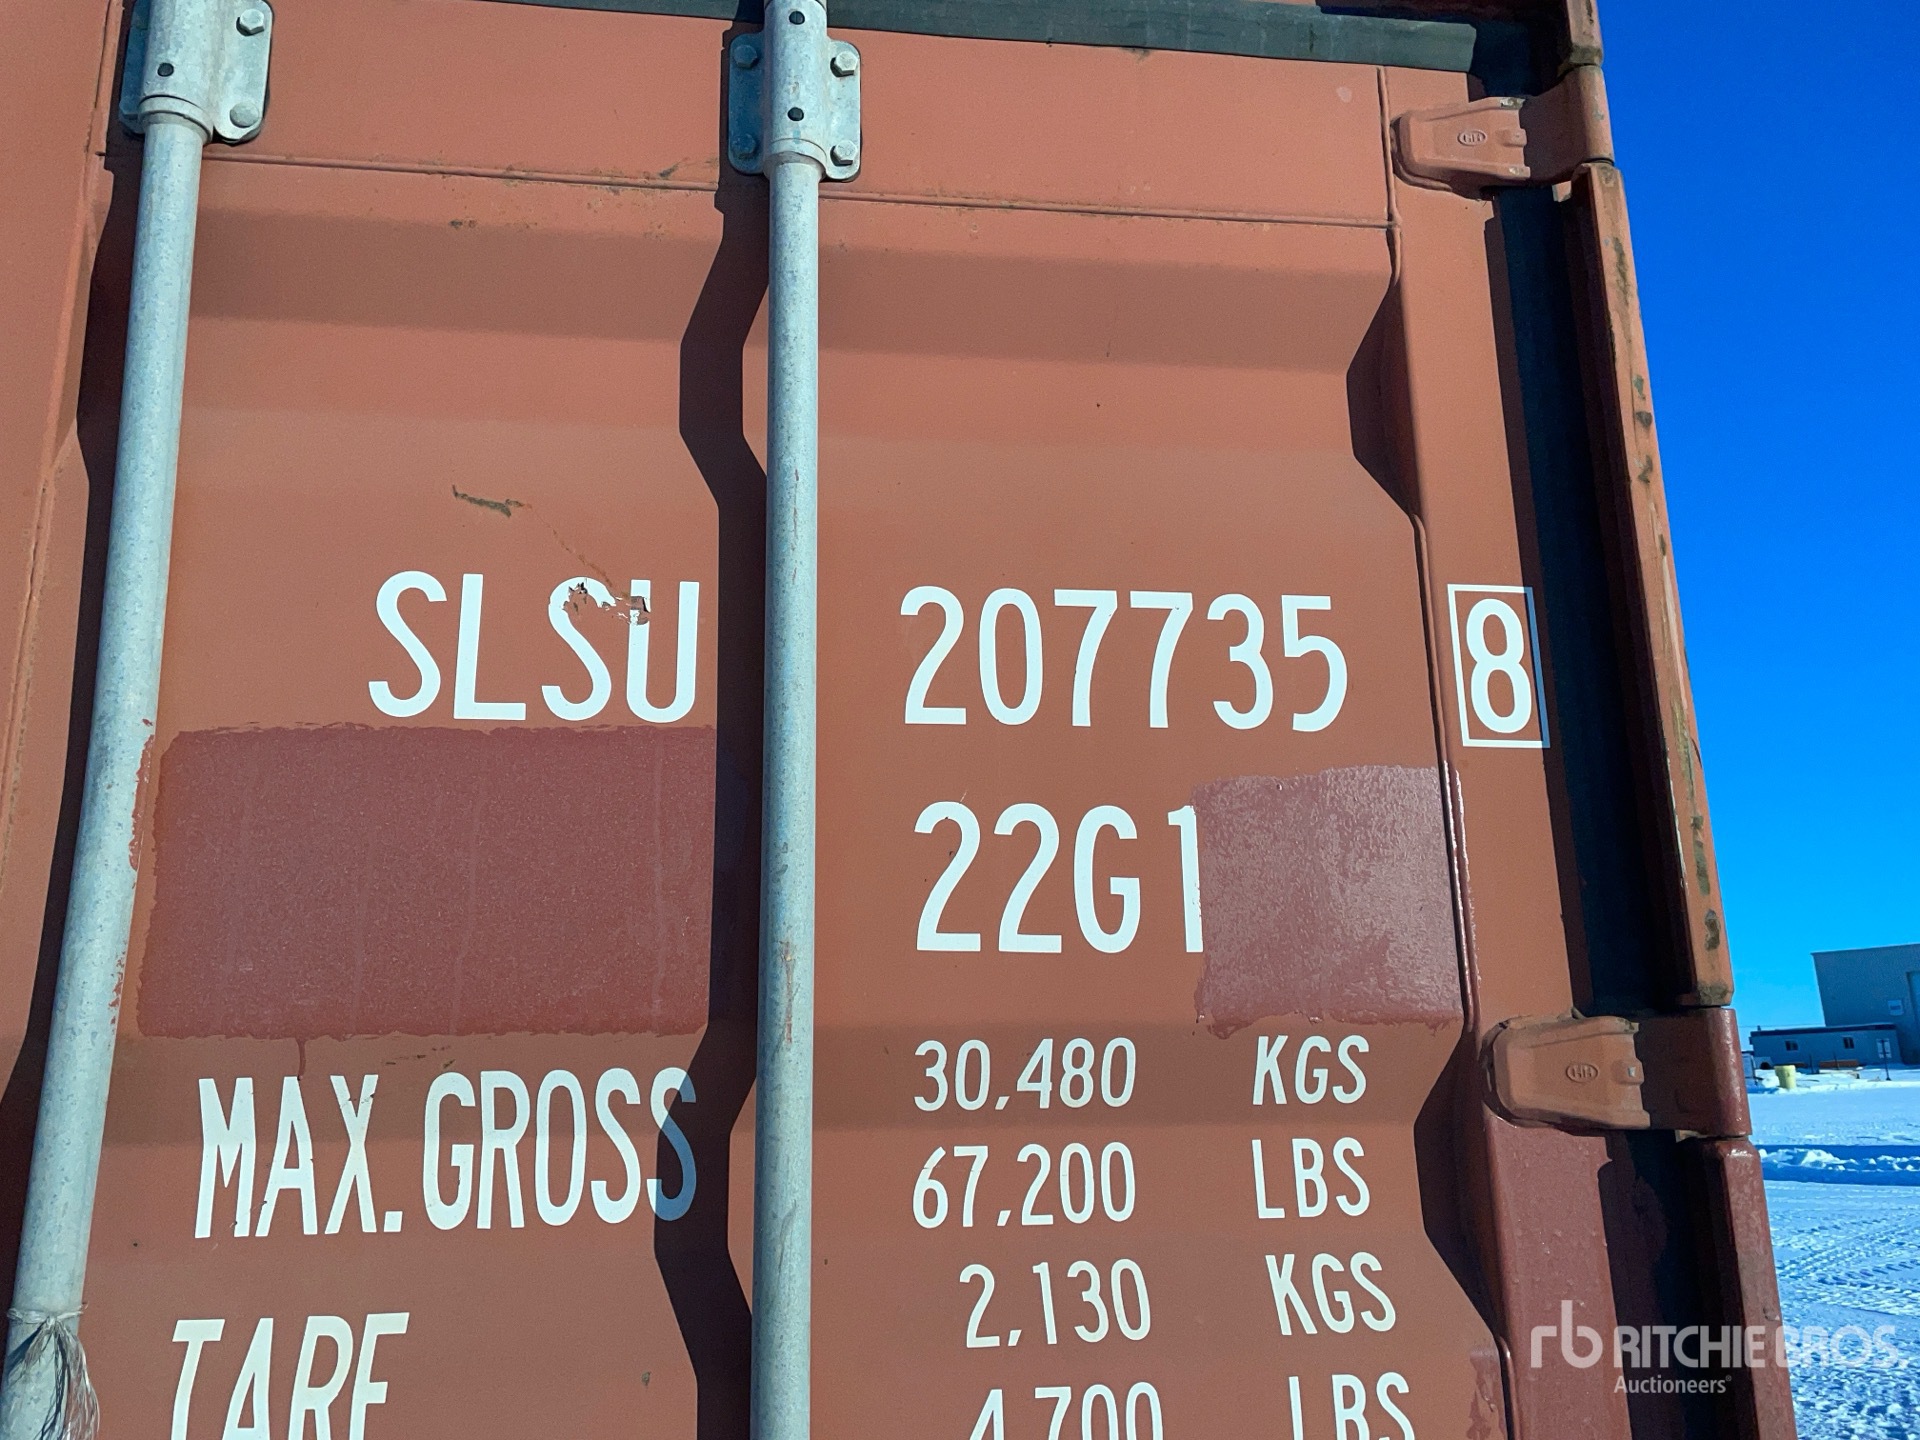 SLSU 207735 8
22G1
MAX.GROSS 30,480 KGS
67,200 LBS
TARE 2,130 KGS
4,700 LBS
rb RITCHIE BROS.
Auctioneers